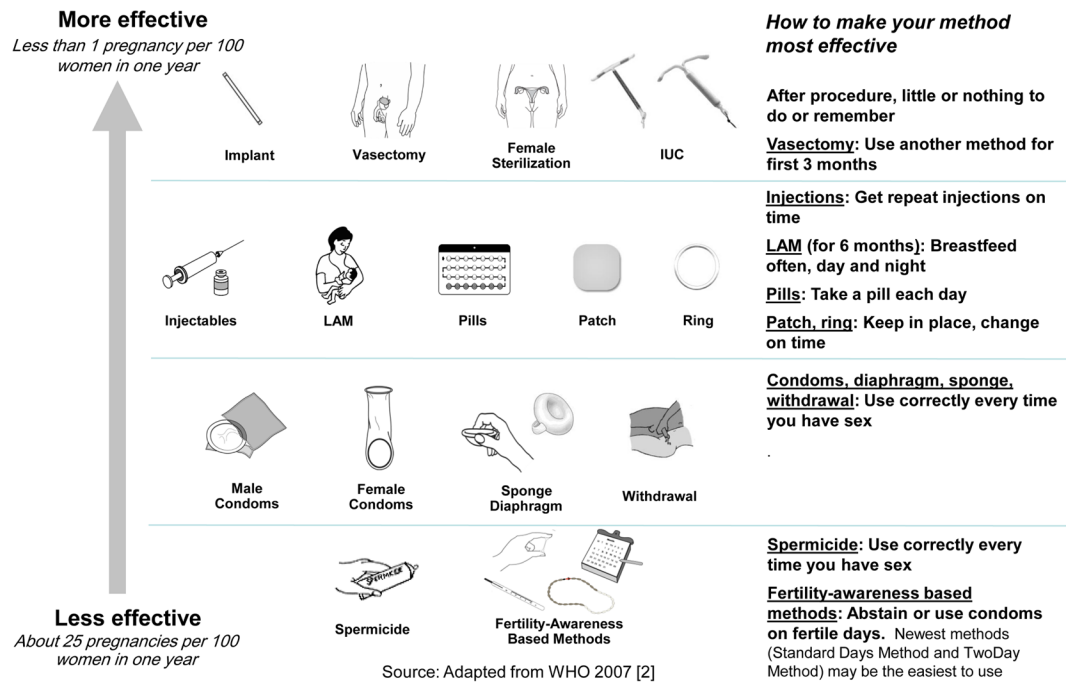 More effective
Less than 1 pregnancy per 100
women in one year
How to make your method
most effective
Implant
Vasectomy
Female
Sterilization
IUC
After procedure, little or nothing to
do or remember
Vasectomy: Use another method for
first 3 months
Injectables
LAM
Pills
Patch
Ring
Injections: Get repeat injections on
time
LAM (for 6 months): Breastfeed
often, day and night
Pills: Take a pill each day
Patch, ring: Keep in place, change
on time
Male
Condoms
Female
Condoms
Sponge
Diaphragm
Withdrawal
Condoms, diaphragm, sponge,
withdrawal: Use correctly every time
you have sex
.
SPERMICIDE
Spermicide
Fertility-Awareness
Based Methods
Spermicide: Use correctly every
time you have sex
Fertility-awareness based
methods: Abstain or use condoms
on fertile days. Newest methods
(Standard Days Method and TwoDay
Method) may be the easiest to use
Less effective
About 25 pregnancies per 100
women in one year
Source: Adapted from WHO 2007 [2]